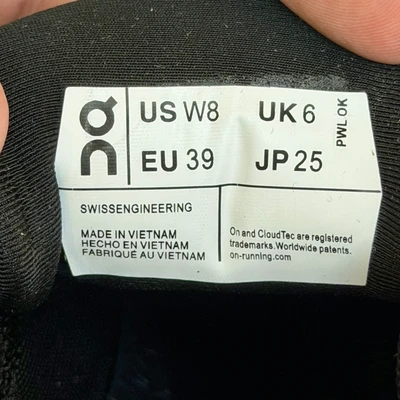 US W8 UK 6
EU 39 JP 25
PWL OK
SWISSENGINEERING
MADE IN VIETNAM
HECHO EN VIETNAM
FABRIQUÉ AU VIETNAM
On and CloudTec are registered
trademarks. Worldwide patents.
on-running.com